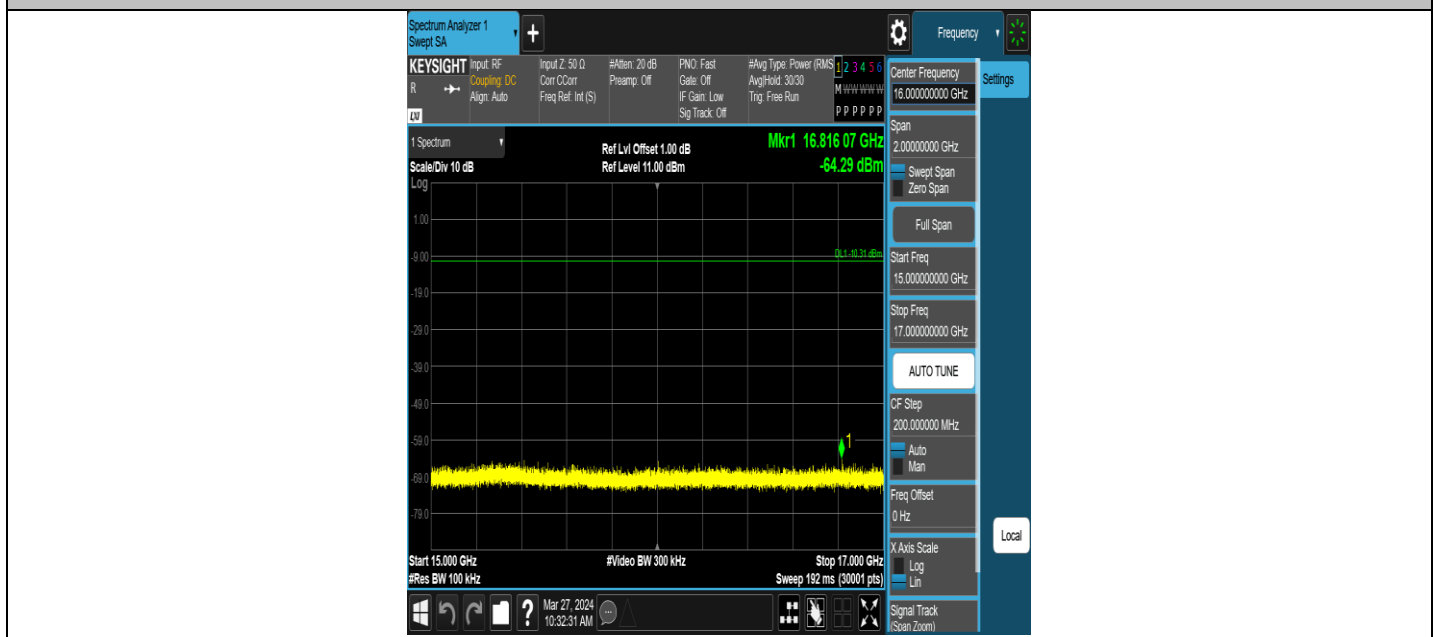 Spectrum Analyzer 1
Swept SA
+
Frequency
KEYSIGHT
R
LXI
Input: RF
Coupling: DC
Align: Auto
Input Z: 50 Ω
Corr CCorr
Freq Ref: Int (S)
#Atten: 20 dB
Preamp: Off
PNO: Fast
Gate: Off
IF Gain: Low
Sig Track: Off
#Avg Type: Power (RMS
Avg|Hold: 30/30
Trig: Free Run
1 2 3 4 5 6
M W W W W W
P P P P P P
1 Spectrum
Scale/Div 10 dB
Log
Ref Lvl Offset 1.00 dB
Ref Level 11.00 dBm
Mkr1 16.816 07 GHz
-64.29 dBm
1.00
-9.00
-19.0
-29.0
-39.0
-49.0
-59.0
-69.0
-79.0
DL1 -10.31 dBm
1
Start 15.000 GHz
#Res BW 100 kHz
#Video BW 300 kHz
Stop 17.000 GHz
Sweep 192 ms (30001 pts)
?
Mar 27, 2024
10:32:31 AM
Center Frequency
16.000000000 GHz
Settings
Span
2.00000000 GHz
Swept Span
Zero Span
Full Span
Start Freq
15.000000000 GHz
Stop Freq
17.000000000 GHz
AUTO TUNE
CF Step
200.000000 MHz
Auto
Man
Freq Offset
0 Hz
X Axis Scale
Log
Lin
Local
Signal Track
(Span Zoom)